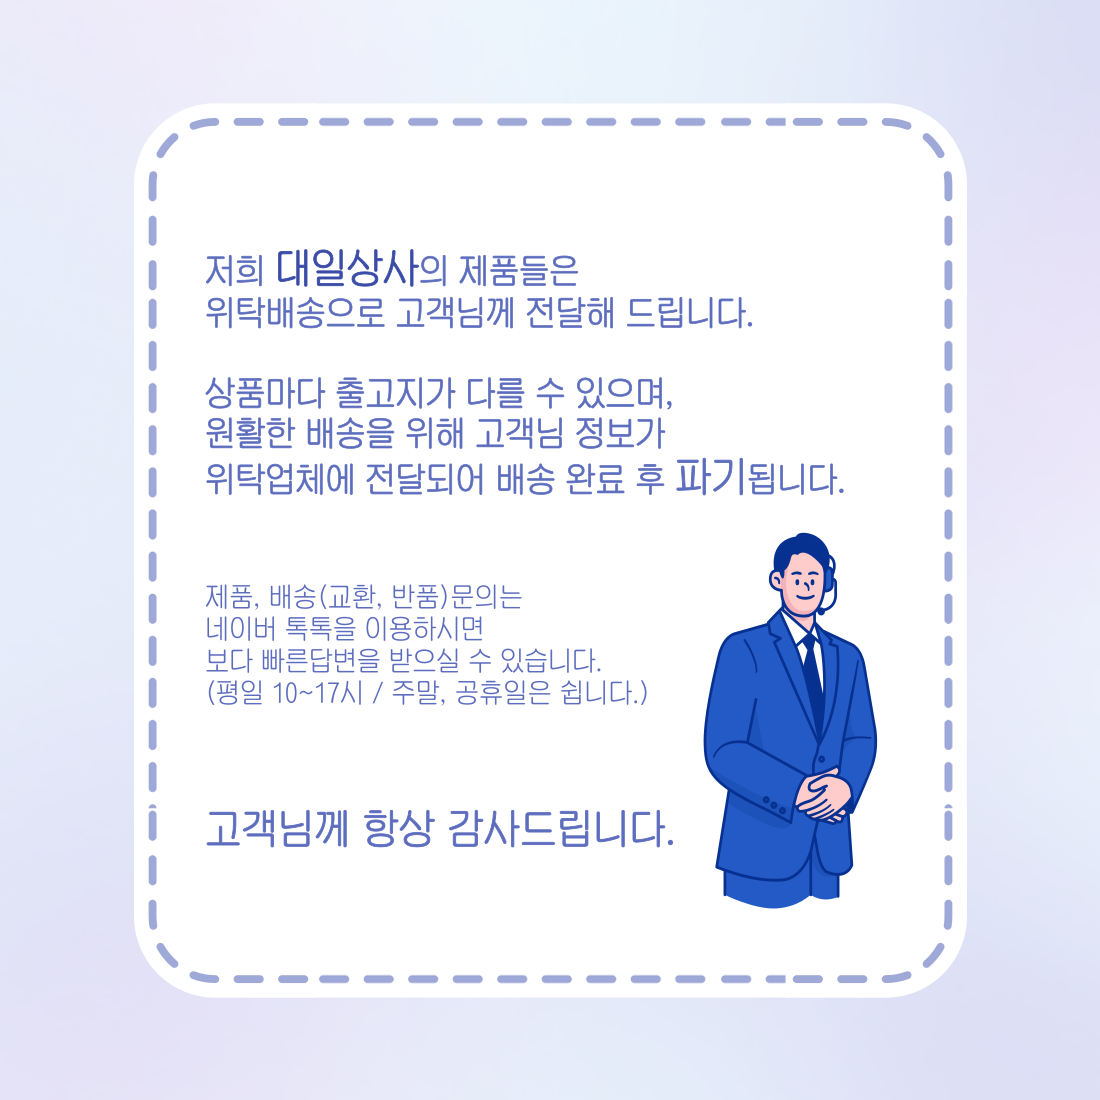 저희 대일상사의 제품들은
위탁배송으로 고객님께 전달해 드립니다.
상품마다 출고지가 다를 수 있으며,
원활한 배송을 위해 고객님 정보가
위탁업체에 전달되어 배송 완료 후 파기됩니다.
제품, 배송(교환, 반품)문의는
네이버 톡톡을 이용하시면
보다 빠른답변을 받으실 수 있습니다.
(평일 10~17시 / 주말, 공휴일은 쉽니다.)
고객님께 항상 감사드립니다.